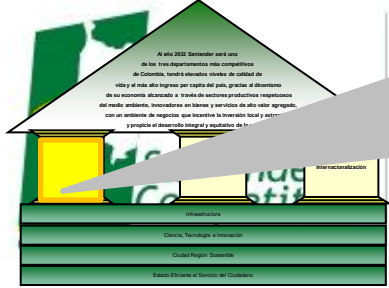 Al año 2032 Santander será uno
de los tres departamentos más competitivos
de Colombia, tendrá elevados niveles de calidad de
vida y el más alto ingreso per capita del país, gracias al dinamismo
de su economía alcanzado a través de sectores productivos respetuosos
del medio ambiente, innovadores en bienes y servicios de alto valor agregado,
con un ambiente de negocios que incentive la inversión local y
y propicie el desarrollo integral y equitativo de
Internacionalización
Infraestructura
Ciencia, Tecnología e Innovación
Ciudad Región Sostenible
Estado Eficiente al Servicio del Ciudadano